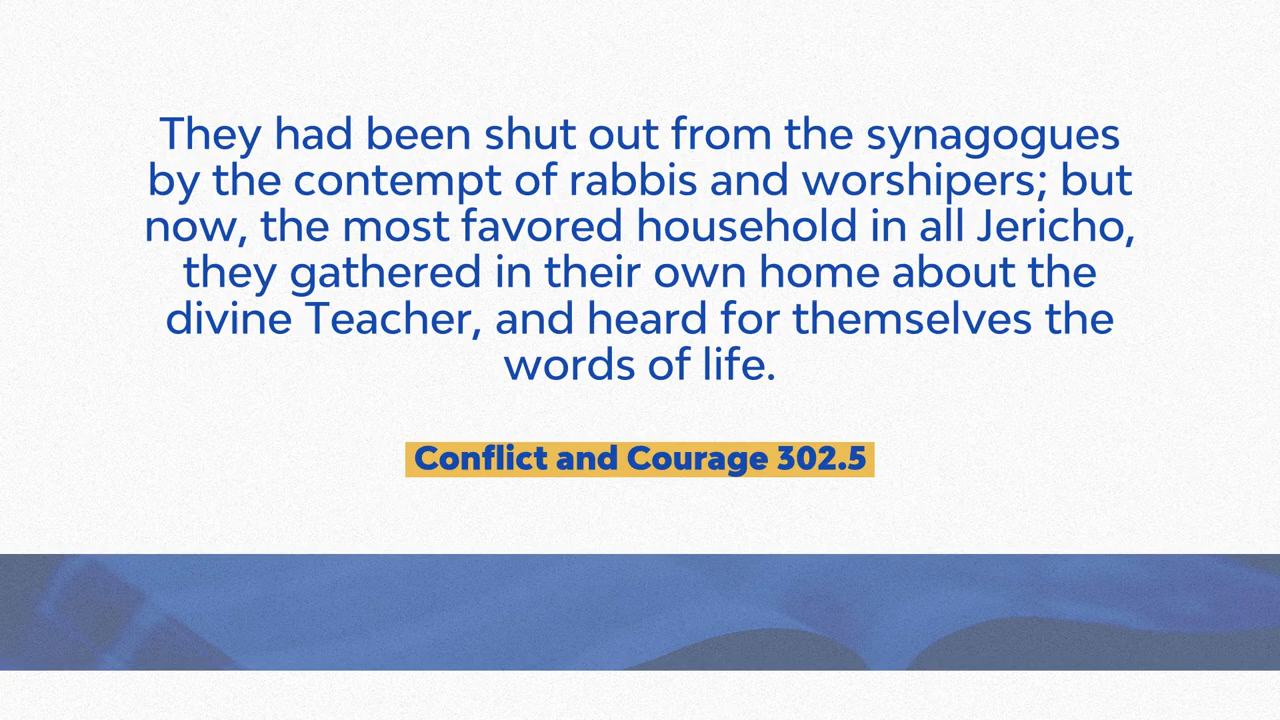 They had been shut out from the synagogues
by the contempt of rabbis and worshipers; but
now, the most favored household in all Jericho,
they gathered in their own home about the
divine Teacher, and heard for themselves the
words of life.
Conflict and Courage 302.5